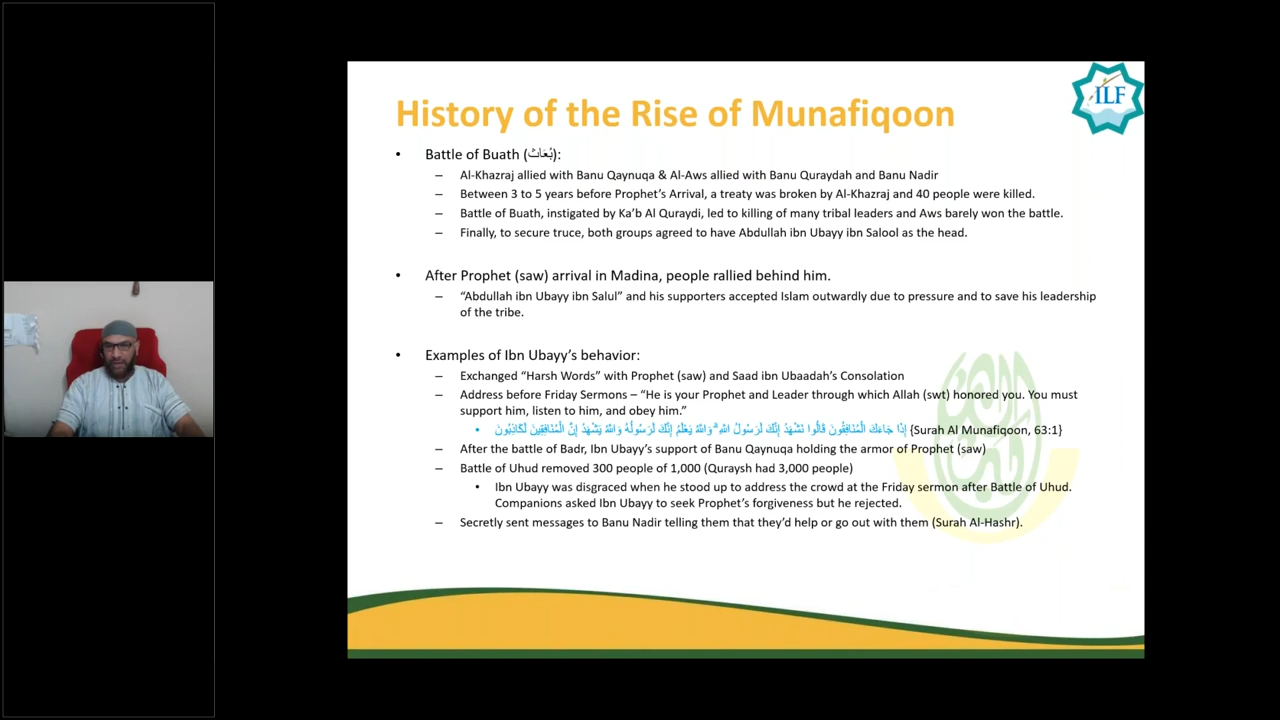 ILF
History of the Rise of Munafiqoon
• Battle of Buath (بُعَاث):
– Al-Khazraj allied with Banu Qaynuqa & Al-Aws allied with Banu Quraydah and Banu Nadir
– Between 3 to 5 years before Prophet's Arrival, a treaty was broken by Al-Khazraj and 40 people were killed.
– Battle of Buath, instigated by Ka'b Al Quraydi, led to killing of many tribal leaders and Aws barely won the battle.
– Finally, to secure truce, both groups agreed to have Abdullah ibn Ubayy ibn Salool as the head.
• After Prophet (saw) arrival in Madina, people rallied behind him.
– “Abdullah ibn Ubayy ibn Salul” and his supporters accepted Islam outwardly due to pressure and to save his leadership
of the tribe.
• Examples of Ibn Ubayy's behavior:
– Exchanged “Harsh Words” with Prophet (saw) and Saad ibn Ubaadah's Consolation
– Address before Friday Sermons – “He is your Prophet and Leader through which Allah (swt) honored you. You must
support him, listen to him, and obey him.”
• إِذَا جَاءَكَ الْمُنَافِقُونَ قَالُوا نَشْهَدُ إِنَّكَ لَرَسُولُ اللَّهِ ۗ وَاللَّهُ يَعْلَمُ إِنَّكَ لَرَسُولُهُ وَاللَّهُ يَشْهَدُ إِنَّ الْمُنَافِقِينَ لَكَاذِبُونَ {Surah Al Munafiqoon, 63:1}
– After the battle of Badr, Ibn Ubayy's support of Banu Qaynuqa holding the armor of Prophet (saw)
– Battle of Uhud removed 300 people of 1,000 (Quraysh had 3,000 people)
• Ibn Ubayy was disgraced when he stood up to address the crowd at the Friday sermon after Battle of Uhud.
Companions asked Ibn Ubayy to seek Prophet's forgiveness but he rejected.
– Secretly sent messages to Banu Nadir telling them that they'd help or go out with them (Surah Al-Hashr).